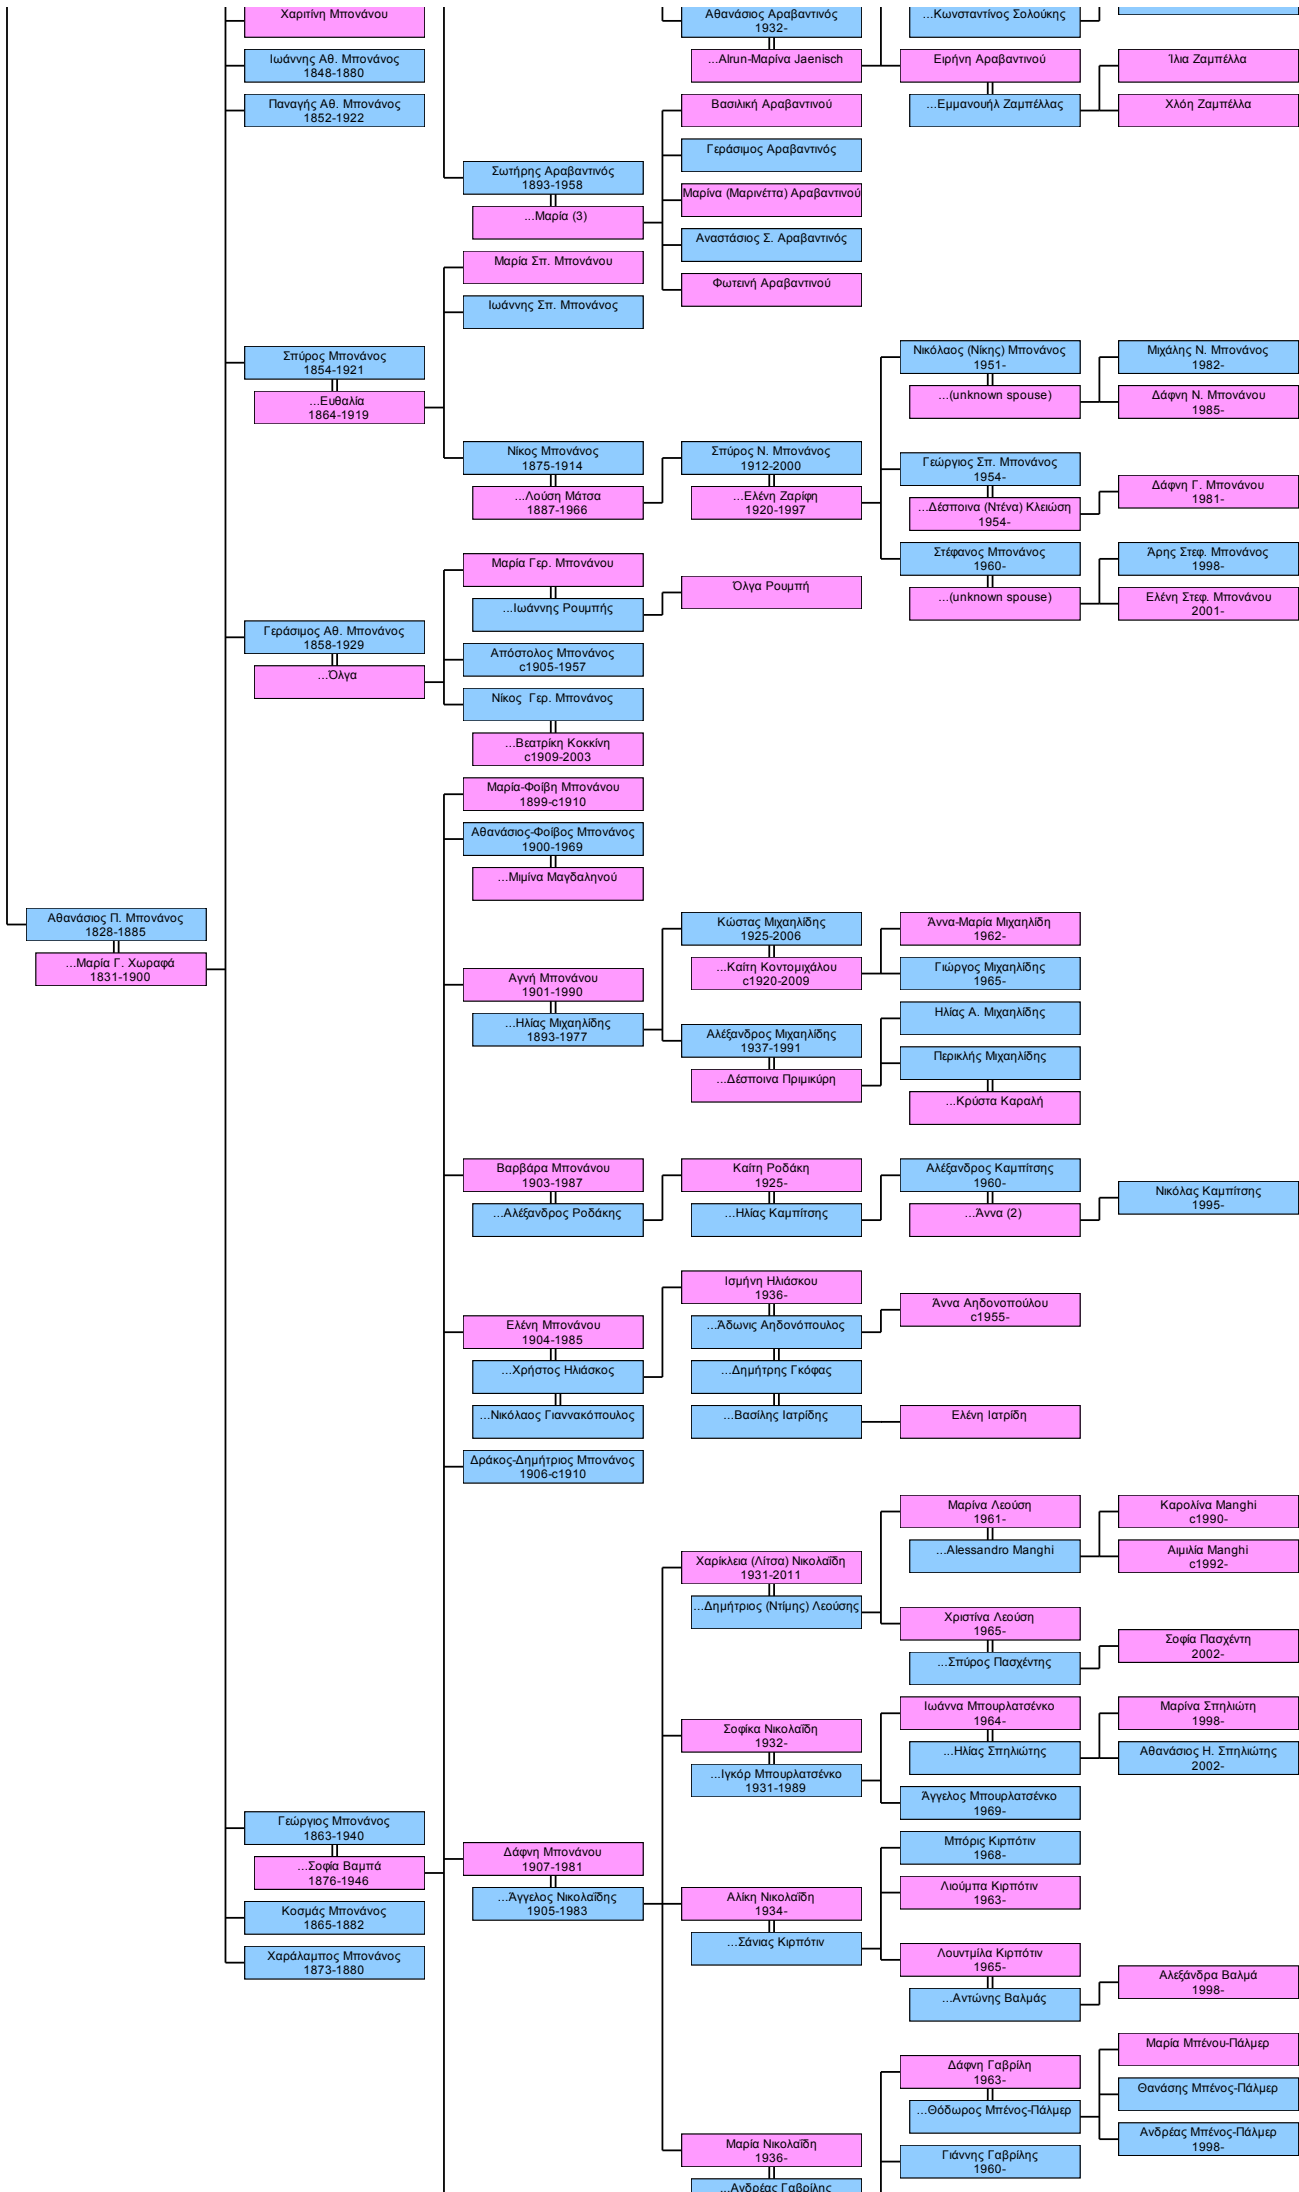 Χαριτίνη Μπονάνου
Ιωάννης Αθ. Μπονάνος
1848-1880
Παναγής Αθ. Μπονάνος
1852-1922
Αθανάσιος Αραβαντινός
1932-
...Alrun-Μαρίνα Jaenisch
...Κωνσταντίνος Σολούκης
Ειρήνη Αραβαντινού
...Εμμανουήλ Ζαμπέλλας
Ίλια Ζαμπέλλα
Χλόη Ζαμπέλλα
Σωτήρης Αραβαντινός
1893-1958
...Μαρία (3)
Βασιλική Αραβαντινού
Γεράσιμος Αραβαντινός
Μαρίνα (Μαρινέττα) Αραβαντινού
Αναστάσιος Σ. Αραβαντινός
Φωτεινή Αραβαντινού
Σπύρος Μπονάνος
1854-1921
...Ευθαλία
1864-1919
Μαρία Σπ. Μπονάνου
Ιωάννης Σπ. Μπονάνος
Νίκος Μπονάνος
1875-1914
...Λούση Μάτσα
1887-1966
Σπύρος Ν. Μπονάνος
1912-2000
...Ελένη Ζαρίφη
1920-1997
Νικόλαος (Νίκης) Μπονάνος
1951-
...(unknown spouse)
Μιχάλης Ν. Μπονάνος
1982-
Δάφνη Ν. Μπονάνου
1985-
Γεώργιος Σπ. Μπονάνος
1954-
...Δέσποινα (Ντένα) Κλειώση
1954-
Δάφνη Γ. Μπονάνου
1981-
Στέφανος Μπονάνος
1960-
...(unknown spouse)
Άρης Στεφ. Μπονάνος
1998-
Ελένη Στεφ. Μπονάνου
2001-
Γεράσιμος Αθ. Μπονάνος
1858-1929
...Όλγα
Μαρία Γερ. Μπονάνου
...Ιωάννης Ρουμπής
Όλγα Ρουμπή
Απόστολος Μπονάνος
c1905-1957
Νίκος  Γερ. Μπονάνος
...Βεατρίκη Κοκκίνη
c1909-2003
Αθανάσιος Π. Μπονάνος
1828-1885
...Μαρία Γ. Χωραφά
1831-1900
Μαρία-Φοίβη Μπονάνου
1899-c1910
Αθανάσιος-Φοίβος Μπονάνος
1900-1969
...Μιμίνα Μαγδαληνού
Αγνή Μπονάνου
1901-1990
...Ηλίας Μιχαηλίδης
1893-1977
Κώστας Μιχαηλίδης
1925-2006
...Καίτη Κοντομιχάλου
c1920-2009
Άννα-Μαρία Μιχαηλίδη
1962-
Γιώργος Μιχαηλίδης
1965-
Αλέξανδρος Μιχαηλίδης
1937-1991
...Δέσποινα Πριμικύρη
Ηλίας Α. Μιχαηλίδης
Περικλής Μιχαηλίδης
...Κρύστα Καραλή
Βαρβάρα Μπονάνου
1903-1987
...Αλέξανδρος Ροδάκης
Καίτη Ροδάκη
1925-
...Ηλίας Καμπίτσης
Αλέξανδρος Καμπίτσης
1960-
...Άννα (2)
Νικόλας Καμπίτσης
1995-
Ελένη Μπονάνου
1904-1985
...Χρήστος Ηλιάσκος
...Νικόλαος Γιαννακόπουλος
Ισμήνη Ηλιάσκου
1936-
...Άδωνις Αηδονόπουλος
...Δημήτρης Γκόφας
...Βασίλης Ιατρίδης
Άννα Αηδονοπούλου
c1955-
Ελένη Ιατρίδη
Δράκος-Δημήτριος Μπονάνος
1906-c1910
Γεώργιος Μπονάνος
1863-1940
...Σοφία Βαμπά
1876-1946
Κοσμάς Μπονάνος
1865-1882
Χαράλαμπος Μπονάνος
1873-1880
Δάφνη Μπονάνου
1907-1981
...Άγγελος Νικολαΐδης
1905-1983
Χαρίκλεια (Λίτσα) Νικολαΐδη
1931-2011
...Δημήτριος (Ντίμης) Λεούσης
Μαρίνα Λεούση
1961-
...Alessandro Manghi
Καρολίνα Manghi
c1990-
Αιμιλία Manghi
c1992-
Χριστίνα Λεούση
1965-
...Σπύρος Πασχέντης
Σοφία Πασχέντη
2002-
Σοφίκα Νικολαΐδη
1932-
...Ιγκόρ Μπουρλατσένκο
1931-1989
Ιωάννα Μπουρλατσένκο
1964-
...Ηλίας Σπηλιώτης
Μαρίνα Σπηλιώτη
1998-
Αθανάσιος Η. Σπηλιώτης
2002-
Άγγελος Μπουρλατσένκο
1969-
Αλίκη Νικολαΐδη
1934-
...Σάνιας Κιρπότιν
Μπόρις Κιρπότιν
1968-
Λιούμπα Κιρπότιν
1963-
Λουντμίλα Κιρπότιν
1965-
...Αντώνης Βαλμάς
Αλεξάνδρα Βαλμά
1998-
Μαρία Νικολαΐδη
1936-
...Ανδρέας Γαβρίλης
Δάφνη Γαβρίλη
1963-
...Θόδωρος Μπένος-Πάλμερ
Μαρία Μπένου-Πάλμερ
Θανάσης Μπένος-Πάλμερ
Ανδρέας Μπένος-Πάλμερ
1998-
Γιάννης Γαβρίλης
1960-